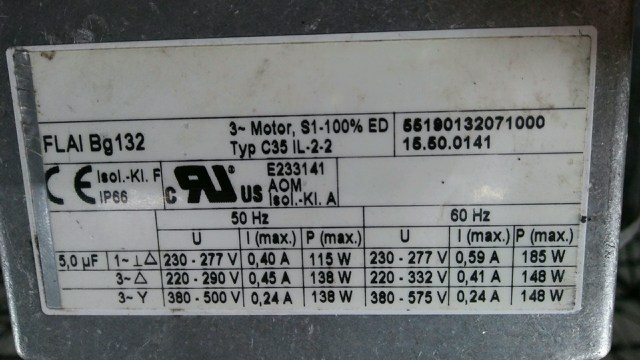 FLAI Bg132
3~ Motor, S1-100% ED
Typ C35 IL-2-2
55190132071000
15.50.0141
CE Isol.-Kl. F
IP66
c RU US
E233141
AOM
Isol.-Kl. A
50 Hz 60 Hz
U I (max.) P (max.) U I (max.) P (max.)
5,0 µF 1~ ⊥ △ 230 - 277 V 0,40 A 115 W 230 - 277 V 0,59 A 185 W
3~ △ 220 - 290 V 0,45 A 138 W 220 - 332 V 0,41 A 148 W
3~ Y 380 - 500 V 0,24 A 138 W 380 - 575 V 0,24 A 148 W